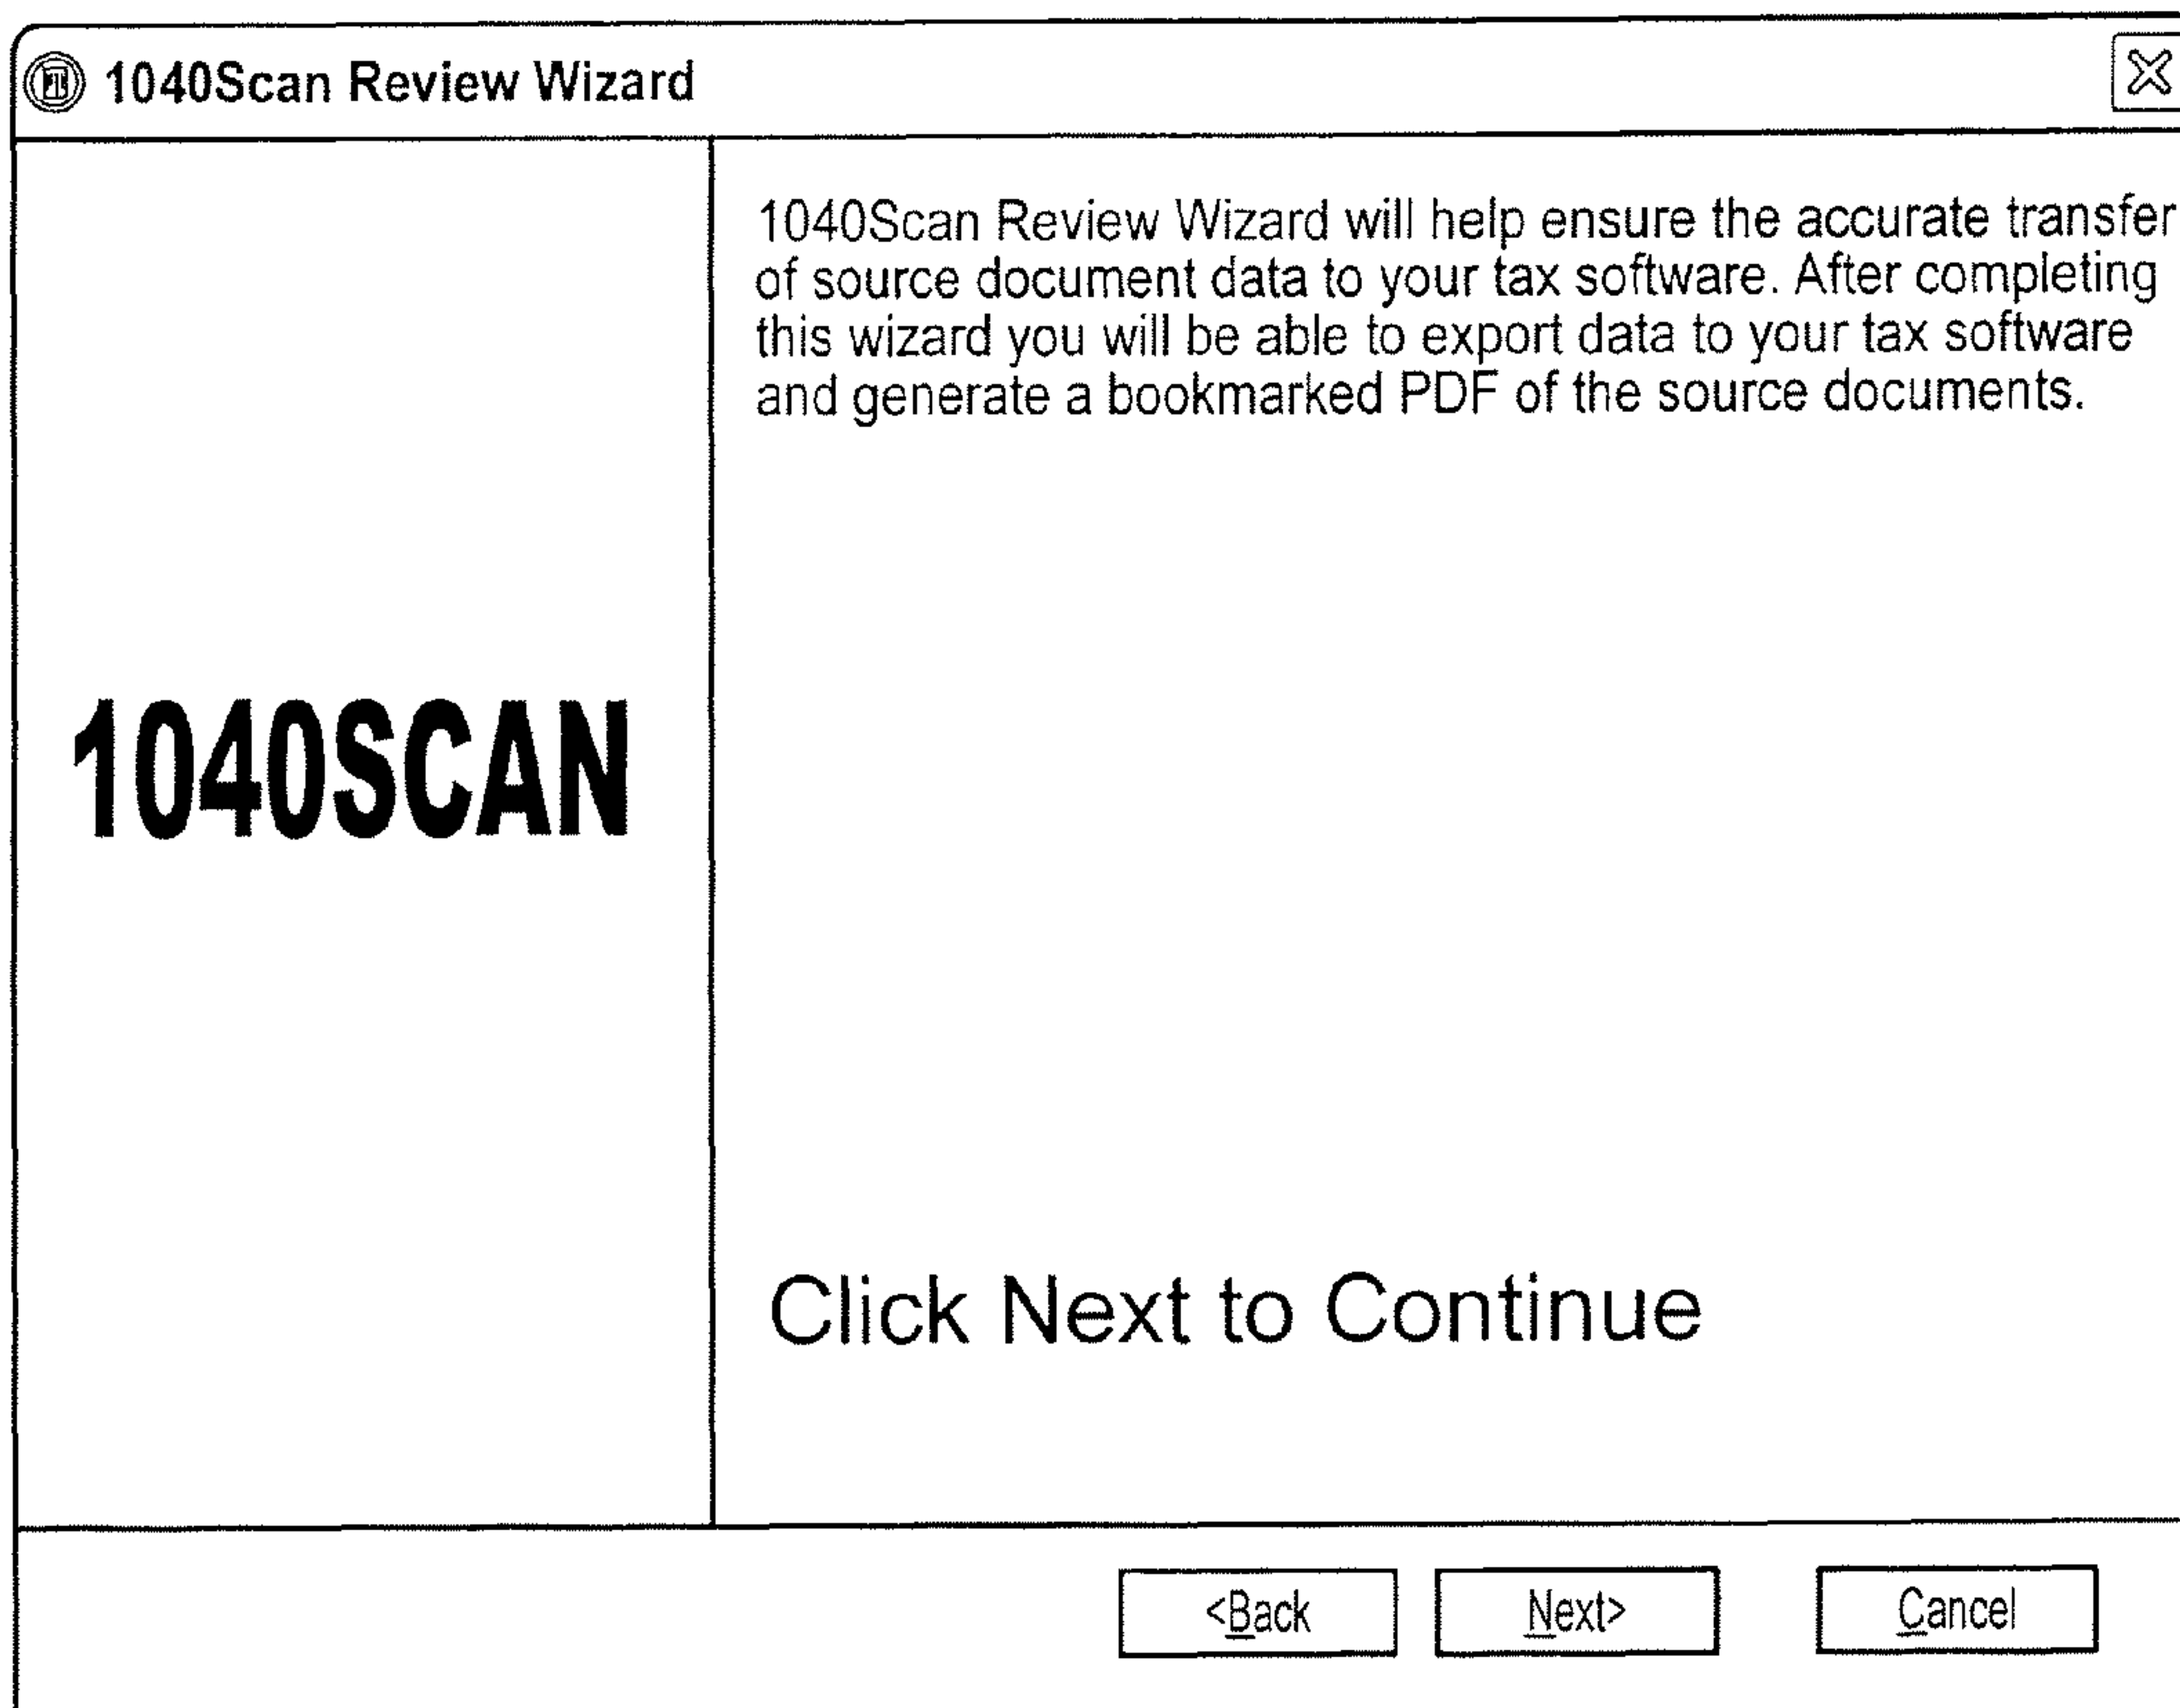 1040Scan Review Wizard
1040Scan Review Wizard will help ensure the accurate transfer
of source document data to your tax software. After completing
this wizard you will be able to export data to your tax software
and generate a bookmarked PDF of the source documents.
1040SCAN
Click Next to Continue
<Back
Next>
Cancel